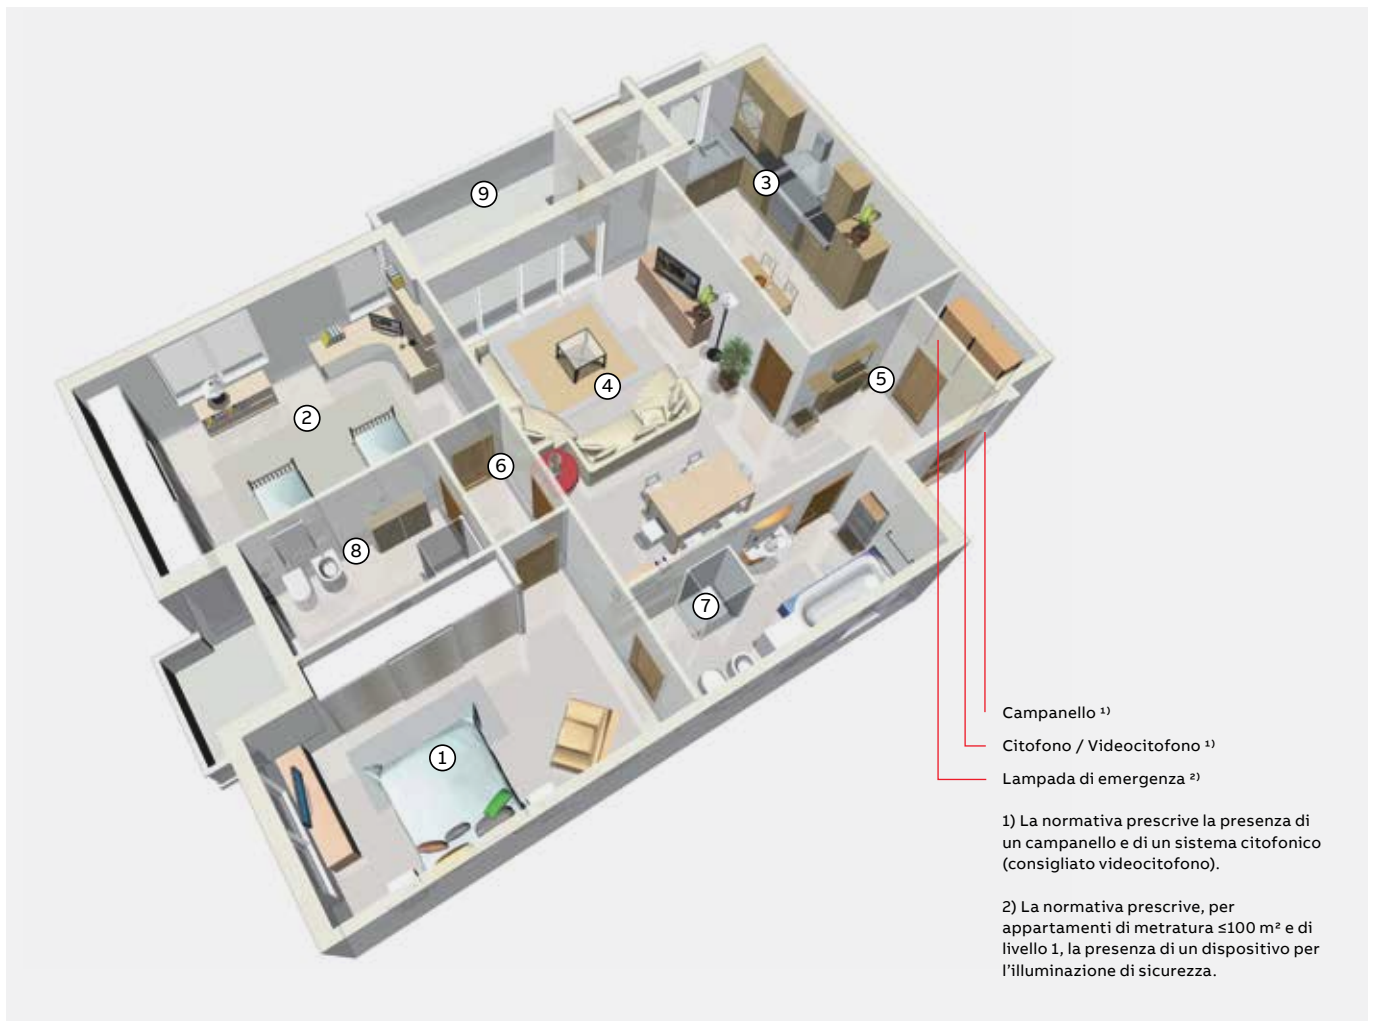 9
3
5
4
2
6
8
7
1
Campanello ¹⁾
Citofono / Videocitofono ¹⁾
Lampada di emergenza ²⁾
1) La normativa prescrive la presenza di
un campanello e di un sistema citofonico
(consigliato videocitofono).
2) La normativa prescrive, per
appartamenti di metratura ≤100 m² e di
livello 1, la presenza di un dispositivo per
l’illuminazione di sicurezza.